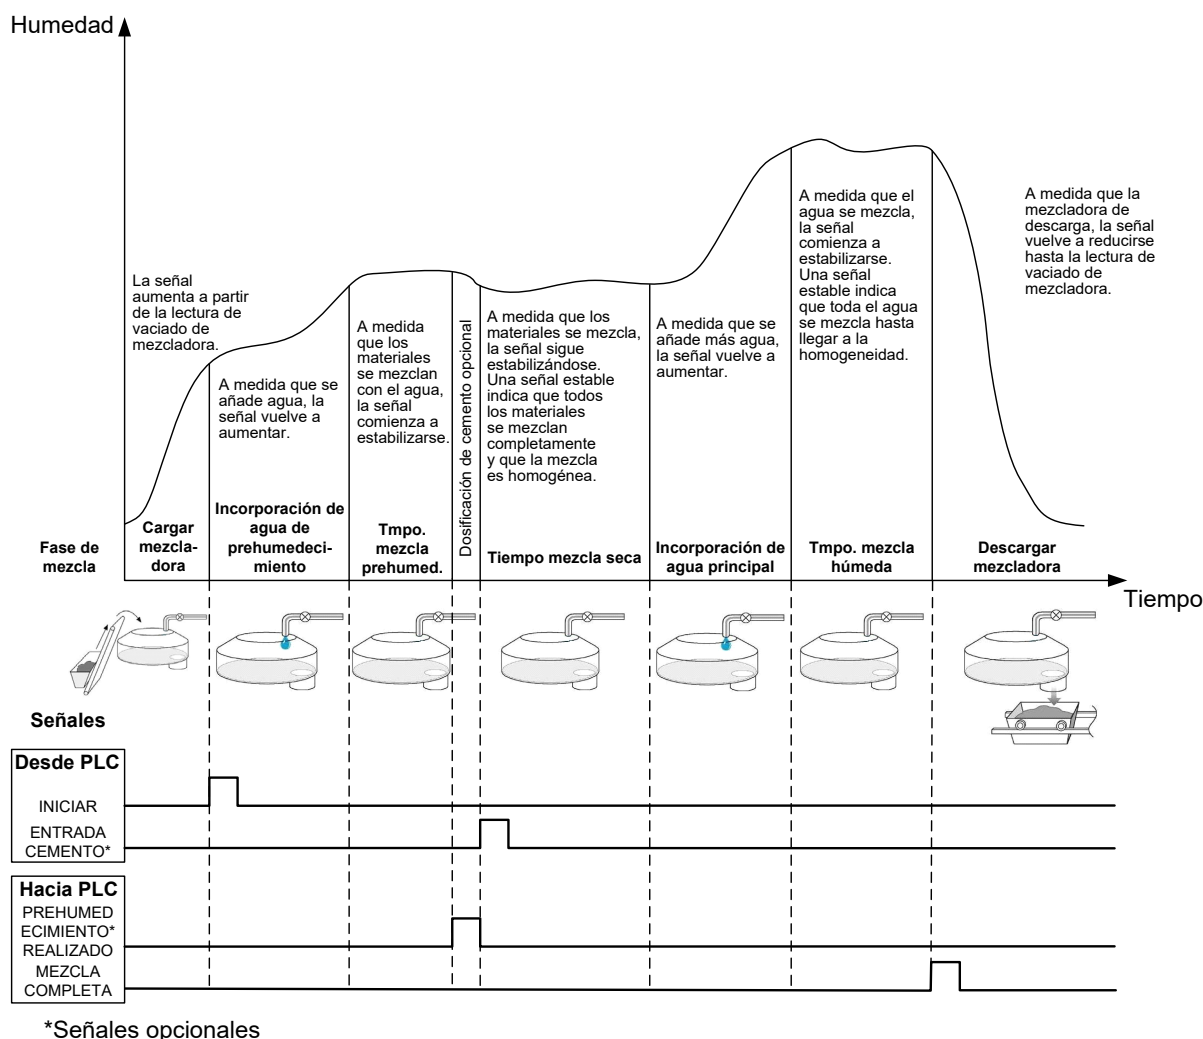 Humedad
La señal
aumenta a partir
de la lectura de
vaciado de
mezcladora.
A medida que se
añade agua, la
señal vuelve a
aumentar.
A medida
que los
materiales
se mezclan
con el agua,
la señal
comienza a
estabilizarse.
Dosificación de cemento opcional
A medida que los
materiales se mezcla,
la señal sigue
estabilizándose.
Una señal estable
indica que todos
los materiales
se mezclan
completamente
y que la mezcla
es homogénea.
A medida que se
añade más agua,
la señal vuelve a
aumentar.
A medida que el
agua se mezcla,
la señal
comienza a
estabilizarse.
Una señal
estable indica
que toda el agua
se mezcla hasta
llegar a la
homogeneidad.
A medida que la
mezcladora de
descarga, la señal
vuelve a reducirse
hasta la lectura de
vaciado de
mezcladora.
Fase de
mezcla
Cargar
mezcla-
dora
Incorporación de
agua de
prehumedeci-
miento
Tmpo.
mezcla
prehumed.
Tiempo mezcla seca
Incorporación de
agua principal
Tmpo. mezcla
húmeda
Descargar
mezcladora
Tiempo
Señales
Desde PLC
INICIAR
ENTRADA
CEMENTO*
Hacia PLC
PREHUMED
ECIMIENTO*
REALIZADO
MEZCLA
COMPLETA
*Señales opcionales